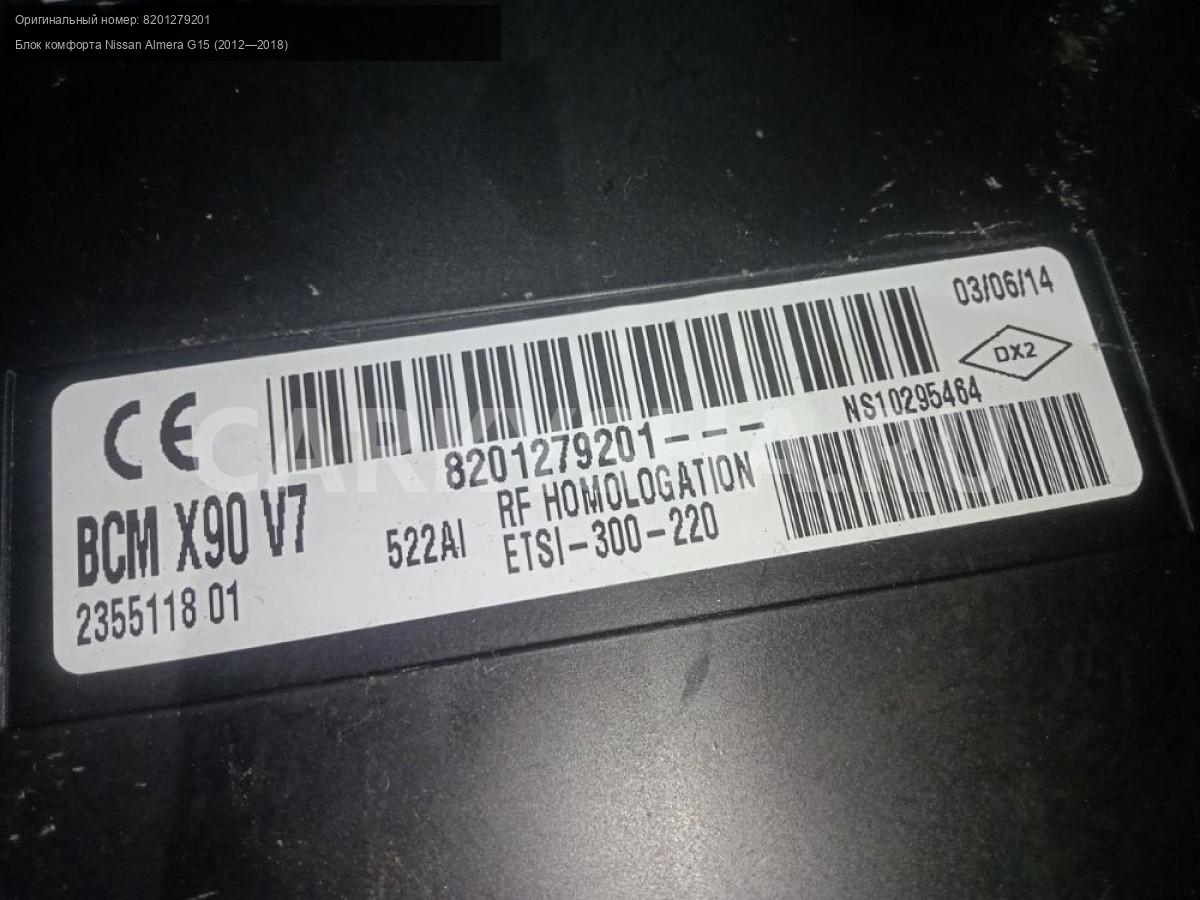 Оригинальный номер: 8201279201
Блок комфорта Nissan Almera G15 (2012—2018)
03/06/14
DX2
CE
8201279201---
NS10295464
BCM X90 V7
522AI
RF HOMOLOGATION
ETSI-300-220
2355118 01